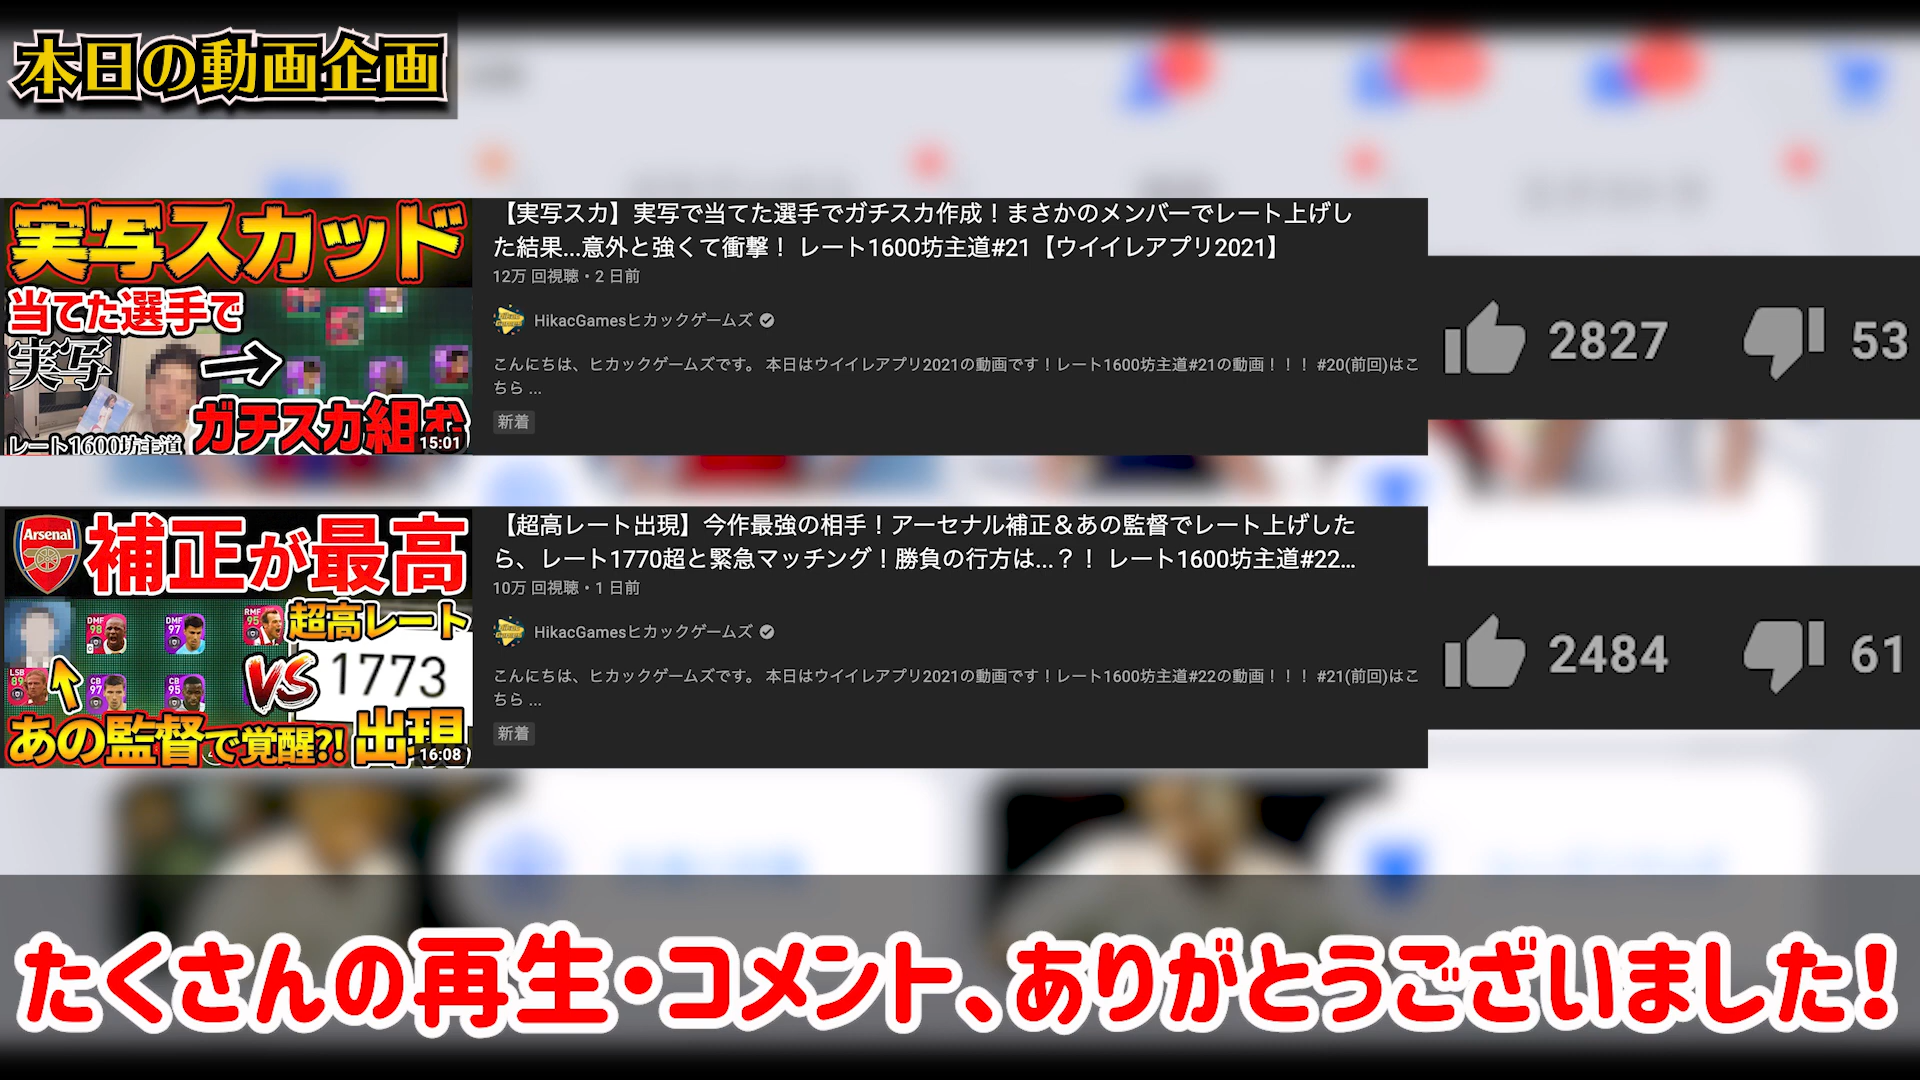 本日の動画企画
実写スカッド
当てた選手で
実写
ガチスカ組む
レート1600坊主道
15:01
【実写スカ】実写で当てた選手でガチスカ作成！まさかのメンバーでレート上げし
た結果...意外と強くて衝撃！ レート1600坊主道#21【ウイイレアプリ2021】
12万 回視聴・2 日前
HikacGamesヒカックゲームズ
こんにちは、ヒカックゲームズです。 本日はウイイレアプリ2021の動画です！レート1600坊主道#21の動画！！！ #20(前回)はこ
ちら ...
新着
2827
53
Arsenal
補正が最高
DMF
98
DMF
97
RMF
95
超高レート
LSB
89
CB
97
CB
95
VS
1773
あの監督で覚醒?!
出現
16:08
【超高レート出現】今作最強の相手！アーセナル補正＆あの監督でレート上げした
ら、レート1770超と緊急マッチング！勝負の行方は...？！ レート1600坊主道#22...
10万 回視聴・1 日前
HikacGamesヒカックゲームズ
こんにちは、ヒカックゲームズです。 本日はウイイレアプリ2021の動画です！レート1600坊主道#22の動画！！！ #21(前回)はこ
ちら ...
新着
2484
61
たくさんの再生・コメント、ありがとうございました！